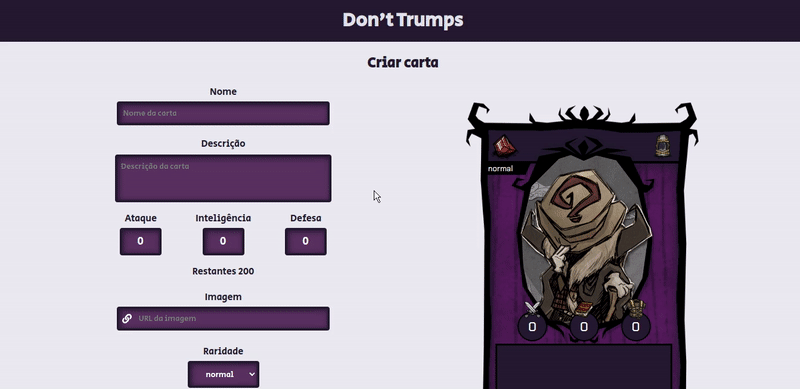 Don't Trumps
Criar carta
Nome
Nome da carta
Descrição
Descrição da carta
Ataque
Inteligência
Defesa
0
0
0
Restantes 200
Imagem
URL da imagem
Raridade
normal
normal
0
0
0